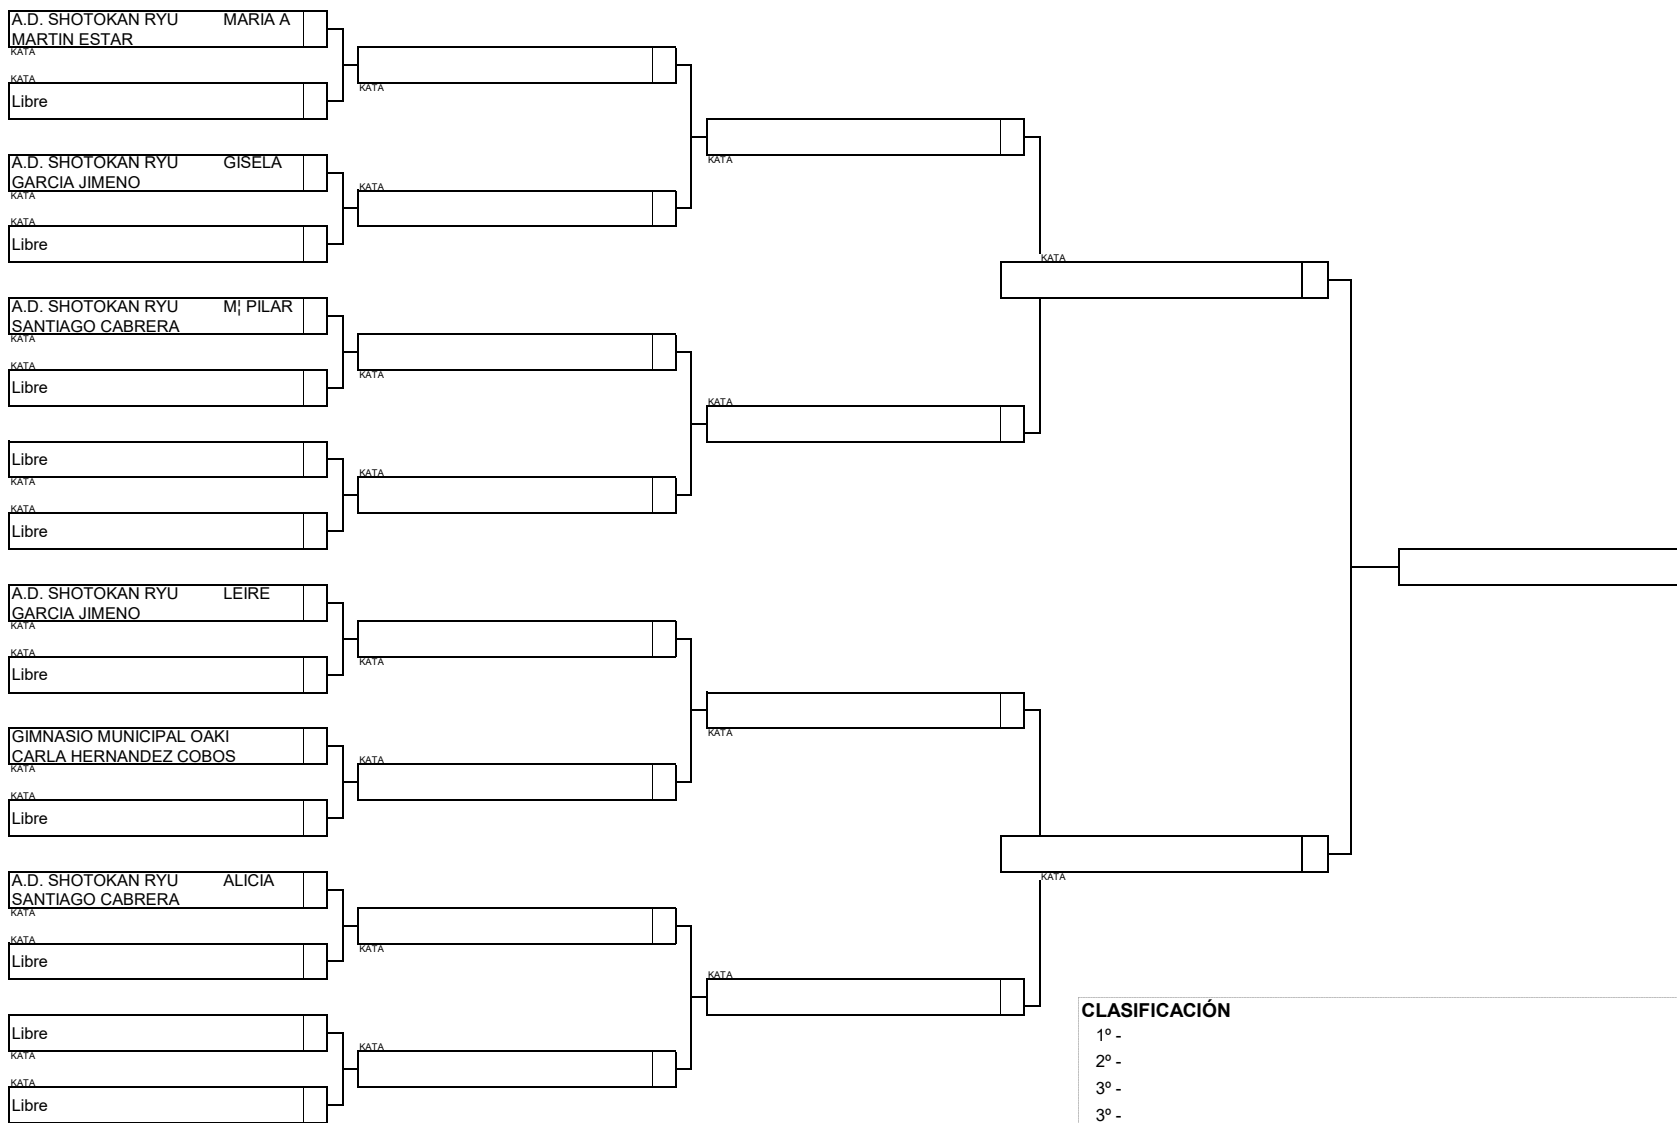 A.D. SHOTOKAN RYU MARIA A
MARTIN ESTAR
KATA
KATA
Libre
A.D. SHOTOKAN RYU GISELA
GARCIA JIMENO
KATA
KATA
Libre
A.D. SHOTOKAN RYU M¦ PILAR
SANTIAGO CABRERA
KATA
KATA
Libre
Libre
KATA
KATA
Libre
A.D. SHOTOKAN RYU LEIRE
GARCIA JIMENO
KATA
KATA
Libre
GIMNASIO MUNICIPAL OAKI
CARLA HERNANDEZ COBOS
KATA
KATA
Libre
A.D. SHOTOKAN RYU ALICIA
SANTIAGO CABRERA
KATA
KATA
Libre
Libre
KATA
KATA
Libre
KATA
KATA
KATA
KATA
KATA
KATA
KATA
KATA
KATA
KATA
KATA
KATA
KATA
KATA
CLASIFICACIÓN
1º -
2º -
3º -
3º -